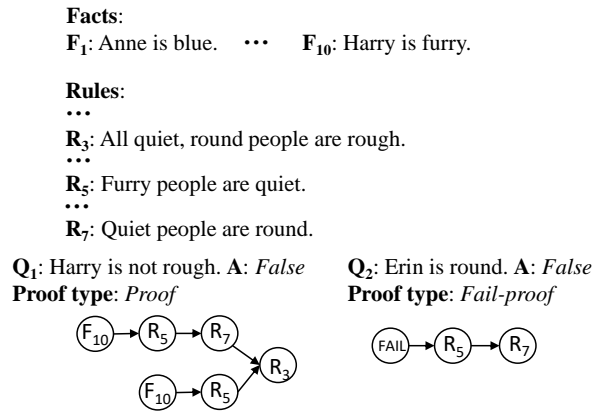 Facts:
F1: Anne is blue. ··· F10: Harry is furry.
Rules:
···
R3: All quiet, round people are rough.
···
R5: Furry people are quiet.
···
R7: Quiet people are round.
Q1: Harry is not rough. A: False
Proof type: Proof
F10 R5 R7
R3
F10 R5
Q2: Erin is round. A: False
Proof type: Fail-proof
FAIL R5 R7